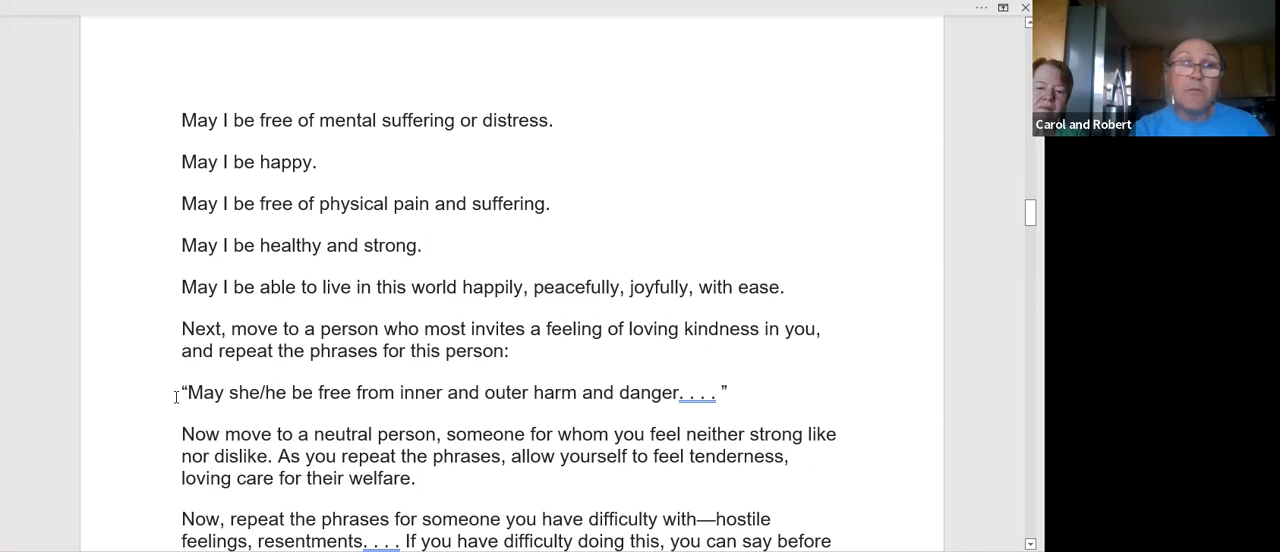 May I be free of mental suffering or distress.
May I be happy.
May I be free of physical pain and suffering.
May I be healthy and strong.
May I be able to live in this world happily, peacefully, joyfully, with ease.
Next, move to a person who most invites a feeling of loving kindness in you,
and repeat the phrases for this person:
“May she/he be free from inner and outer harm and danger. . . . ”
Now move to a neutral person, someone for whom you feel neither strong like
nor dislike. As you repeat the phrases, allow yourself to feel tenderness,
loving care for their welfare.
Now, repeat the phrases for someone you have difficulty with—hostile
feelings, resentments. . . . If you have difficulty doing this, you can say before
Carol and Robert